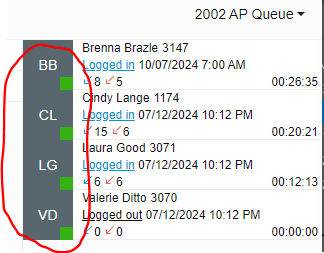 2002 AP Queue
BB
Brenna Brazle 3147
Logged in 10/07/2024 7:00 AM
8 5 00:26:35
CL
Cindy Lange 1174
Logged in 07/12/2024 10:12 PM
15 6 00:20:21
LG
Laura Good 3071
Logged in 07/12/2024 10:12 PM
6 6 00:12:13
VD
Valerie Ditto 3070
Logged out 07/12/2024 10:12 PM
0 0 00:00:00